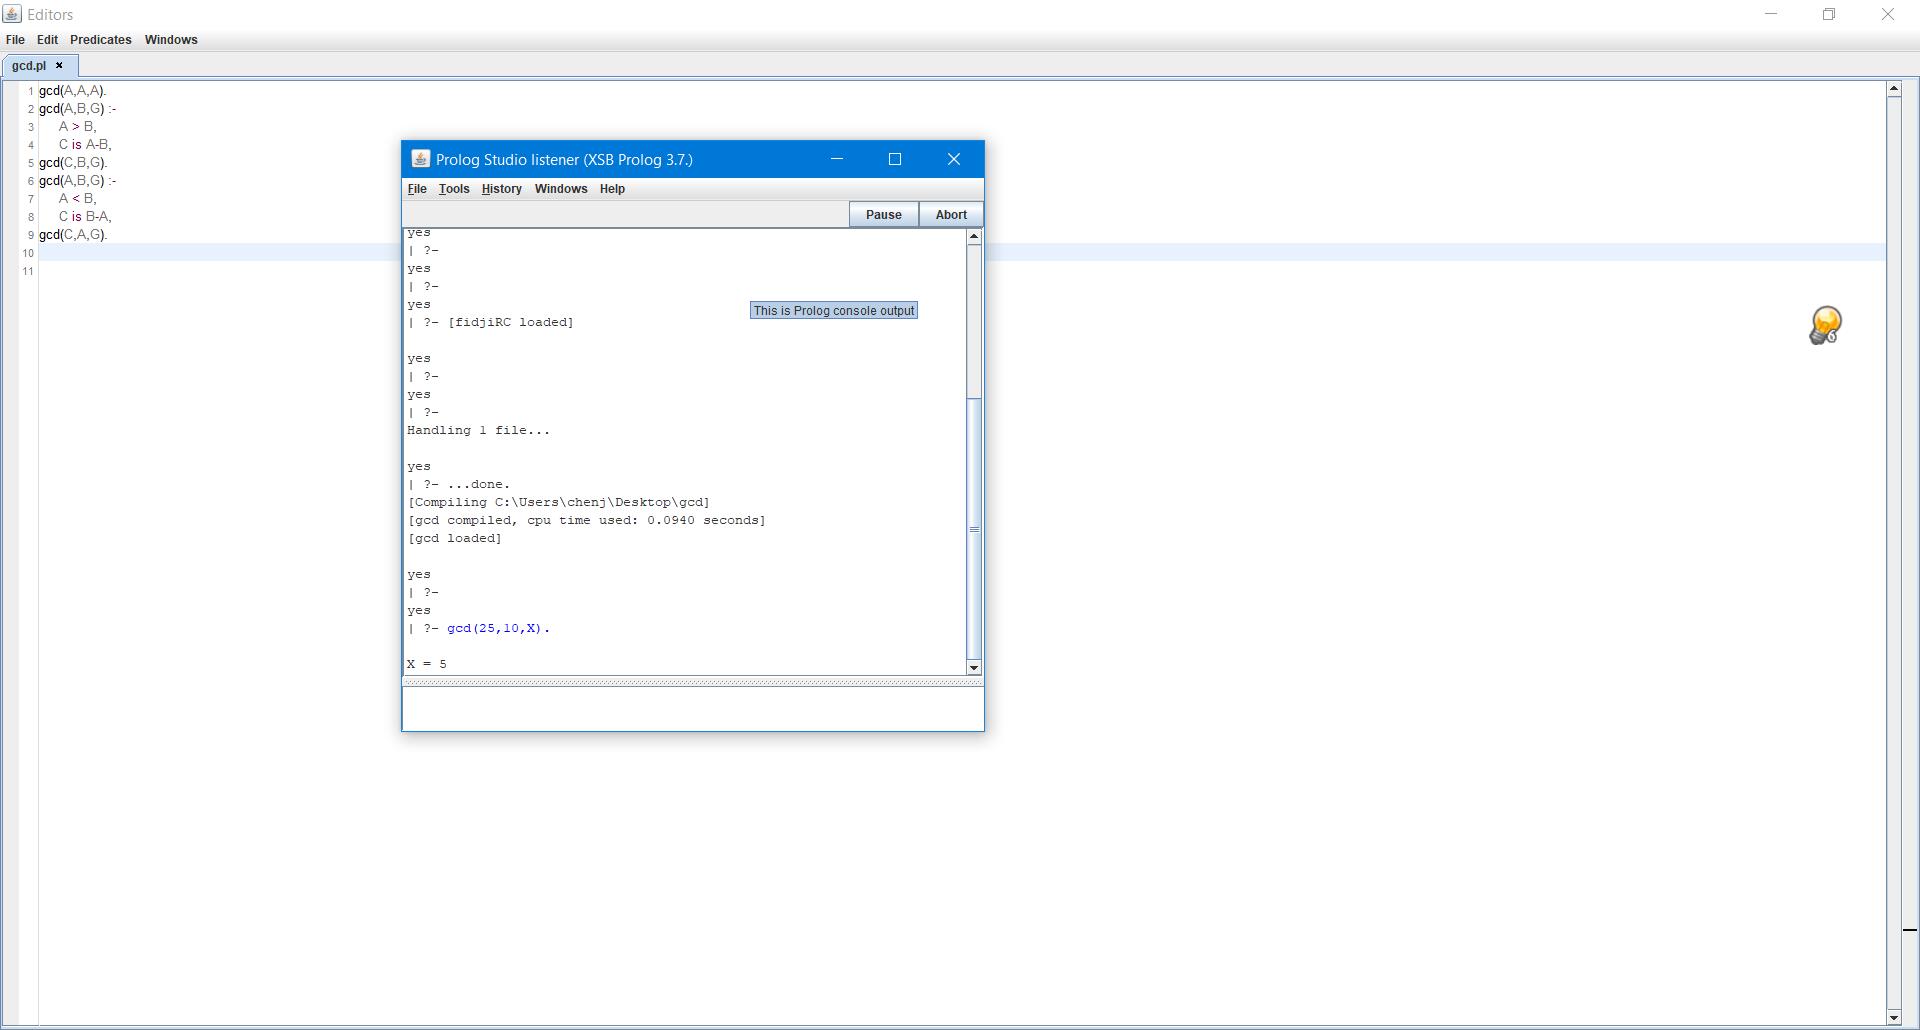 Editors
File Edit Predicates Windows
gcd.pl ×
1 gcd(A,A,A).
2 gcd(A,B,G) :-
3 A > B,
4 C is A-B,
5 gcd(C,B,G).
6 gcd(A,B,G) :-
7 A < B,
8 C is B-A,
9 gcd(C,A,G).
10
11
Prolog Studio listener (XSB Prolog 3.7.)
File Tools History Windows Help
Pause Abort
yes
| ?-
yes
| ?-
yes
This is Prolog console output
| ?- [fidjiRC loaded]
yes
| ?-
yes
| ?-
Handling 1 file...
yes
| ?- ...done.
[Compiling C:\Users\chenj\Desktop\gcd]
[gcd compiled, cpu time used: 0.0940 seconds]
[gcd loaded]
yes
| ?-
yes
| ?- gcd(25,10,X).
X = 5